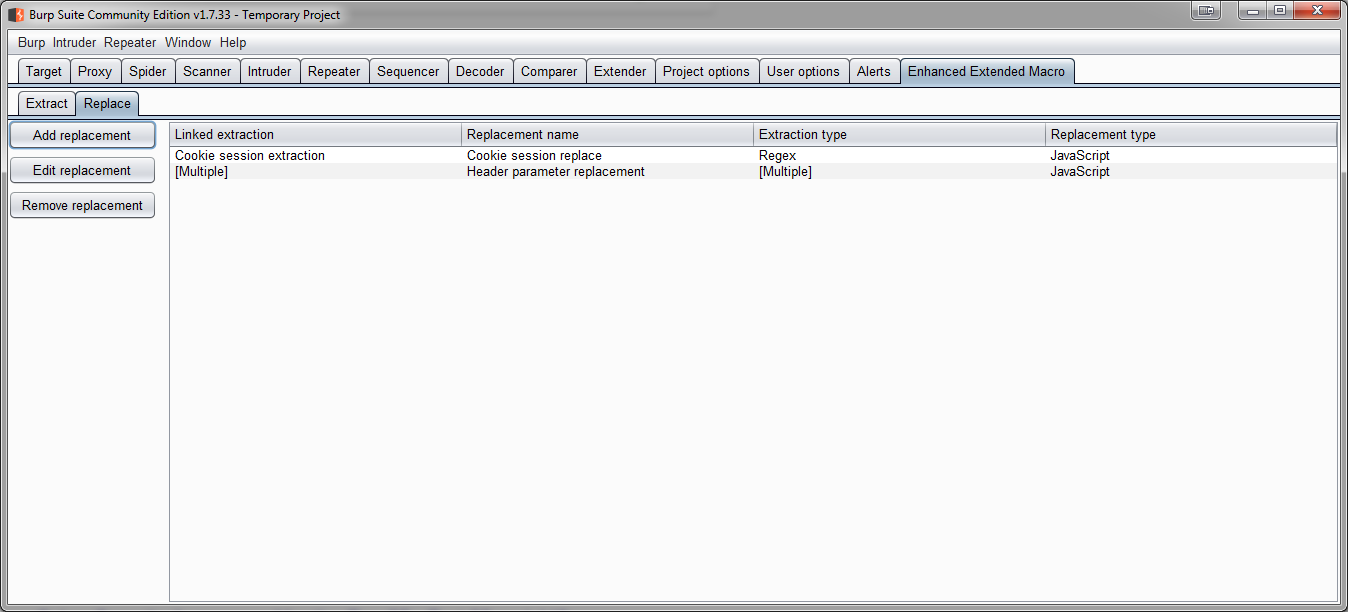 Burp Suite Community Edition v1.7.33 - Temporary Project
Burp Intruder Repeater Window Help
Target Proxy Spider Scanner Intruder Repeater Sequencer Decoder Comparer Extender Project options User options Alerts Enhanced Extended Macro
Extract Replace
Add replacement
Edit replacement
Remove replacement
Linked extraction Replacement name Extraction type Replacement type
Cookie session extraction Cookie session replace Regex JavaScript
[Multiple] Header parameter replacement [Multiple] JavaScript